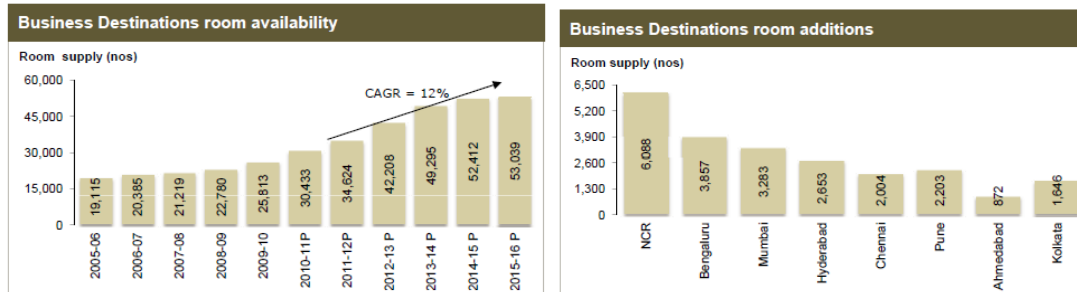 Business Destinations room availability
Room supply (nos)
60,000
45,000
30,000
15,000
0
CAGR = 12%
19,115
20,385
21,219
22,780
25,813
30,433
34,624
42,208
49,295
52,412
53,039
2005-06
2006-07
2007-08
2008-09
2009-10
2010-11P
2011-12P
2012-13 P
2013-14 P
2014-15 P
2015-16 P
Business Destinations room additions
Room supply (nos)
6,500
5,200
3,900
2,600
1,300
0
6,088
3,857
3,283
2,653
2,004
2,203
872
1,646
NCR
Bengaluru
Mumbai
Hyderabad
Chennai
Pune
Ahmedabad
Kolkata